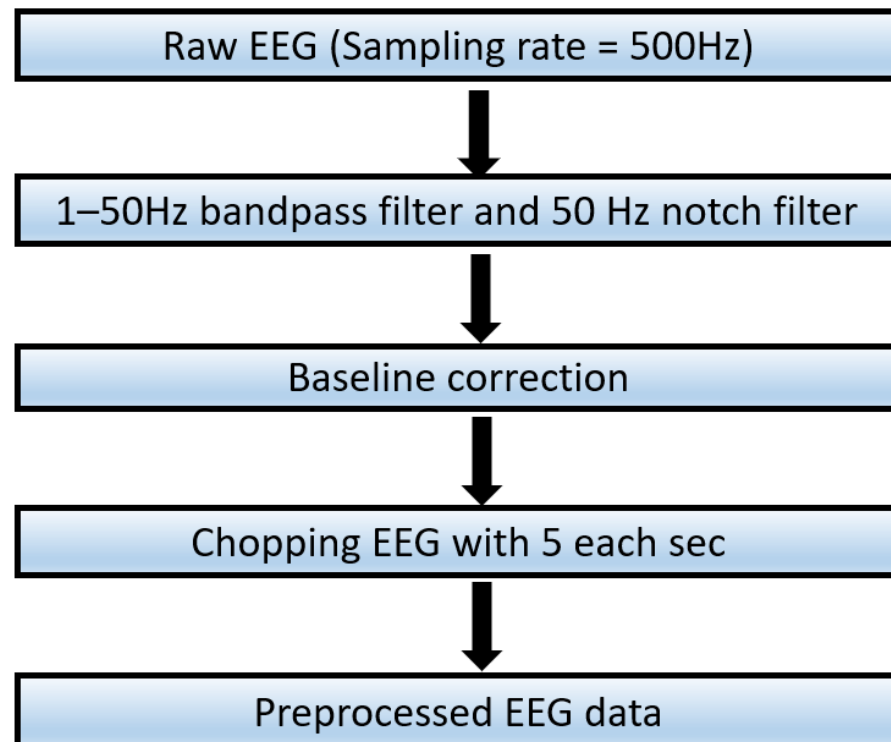 Raw EEG (Sampling rate = 500Hz)
1–50Hz bandpass filter and 50 Hz notch filter
Baseline correction
Chopping EEG with 5 each sec
Preprocessed EEG data